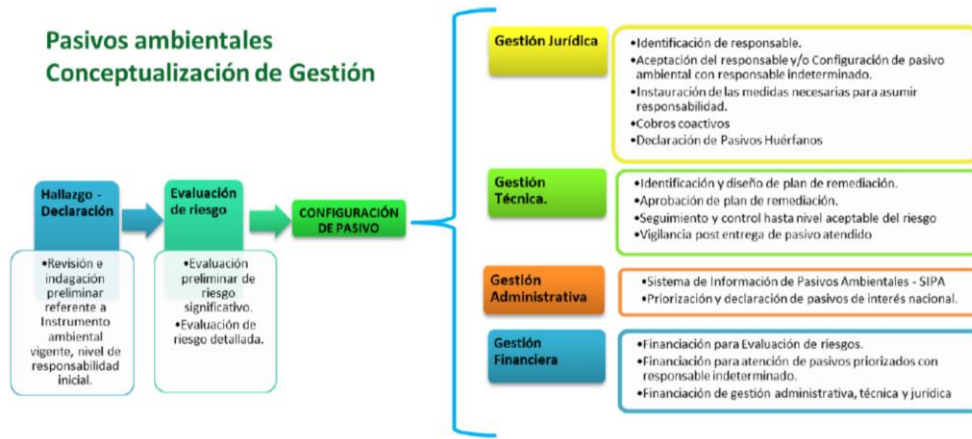 Pasivos ambientales
Conceptualización de Gestión
Hallazgo -
Declaración
•Revisión e
indagación
preliminar
referente a
Instrumento
ambiental
vigente, nivel de
responsabilidad
inicial.
Evaluación
de riesgo
•Evaluación
preliminar de
riesgo
significativo.
•Evaluación de
riesgo detallada.
CONFIGURACIÓN
DE PASIVO
Gestión Jurídica
•Identificación de responsable.
•Aceptación del responsable y/o Configuración de pasivo
ambiental con responsable indeterminado.
•Instauración de las medidas necesarias para asumir
responsabilidad.
•Cobros coactivos
•Declaración de Pasivos Huérfanos
Gestión
Técnica.
•Identificación y diseño de plan de remediación.
•Aprobación de plan de remediación.
•Seguimiento y control hasta nivel aceptable del riesgo
•Vigilancia post entrega de pasivo atendido
Gestión
Administrativa
•Sistema de Información de Pasivos Ambientales - SIPA
•Priorización y declaración de pasivos de interés nacional.
Gestión
Financiera
•Financiación para Evaluación de riesgos.
•Financiación para atención de pasivos priorizados con
responsable indeterminado.
•Financiación de gestión administrativa, técnica y jurídica